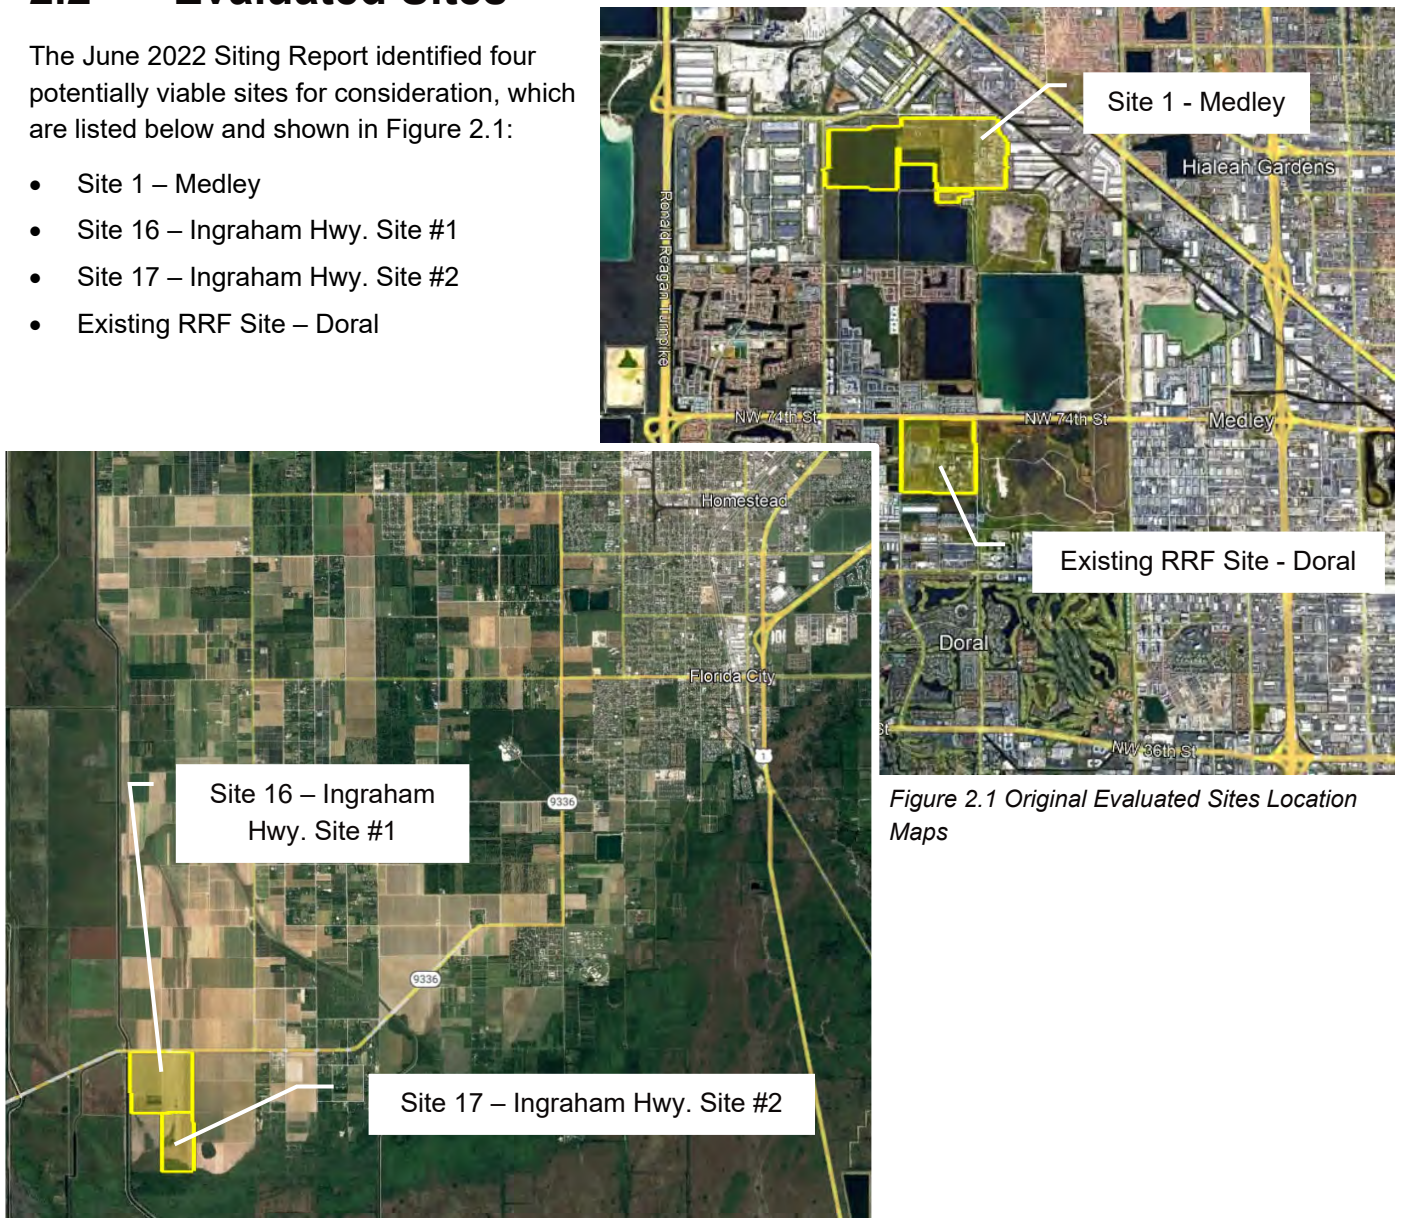 The June 2022 Siting Report identified four
potentially viable sites for consideration, which
are listed below and shown in Figure 2.1:
• Site 1 – Medley
• Site 16 – Ingraham Hwy. Site #1
• Site 17 – Ingraham Hwy. Site #2
• Existing RRF Site – Doral
Site 1 - Medley
Hialeah Gardens
Ronald Reagan Turnpike
NW 74th St
NW 74th St
Medley
Existing RRF Site - Doral
Doral
St
NW 36th St
Homestead
Florida City
1
Site 16 – Ingraham
Hwy. Site #1
9336
9336
Site 17 – Ingraham Hwy. Site #2
Figure 2.1 Original Evaluated Sites Location
Maps